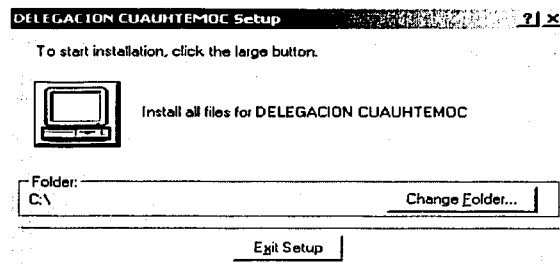 DELEGACION CUAUHTEMOC Setup ? ×
To start installation, click the large button.
Install all files for DELEGACION CUAUHTEMOC
Folder:
C:\
Change Folder...
Exit Setup